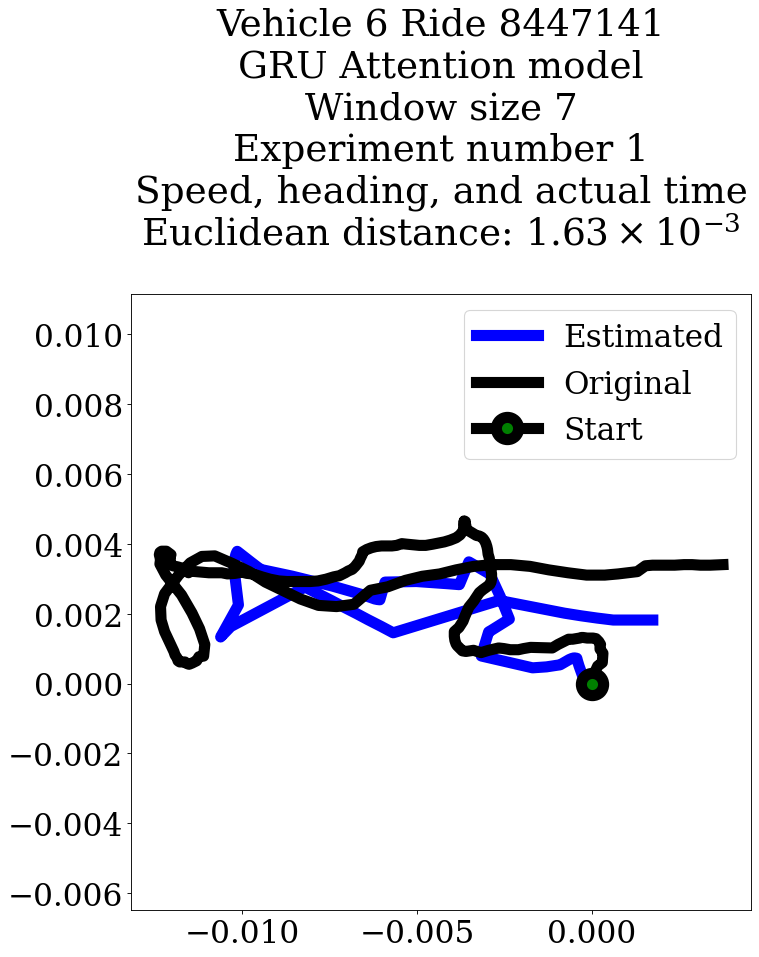 Vehicle 6 Ride 8447141
GRU Attention model
Window size 7
Experiment number 1
Speed, heading, and actual time
Euclidean distance: 1.63 × 10⁻³
Estimated
Original
Start
0.010
0.008
0.006
0.004
0.002
0.000
−0.002
−0.004
−0.006
−0.010 −0.005 0.000